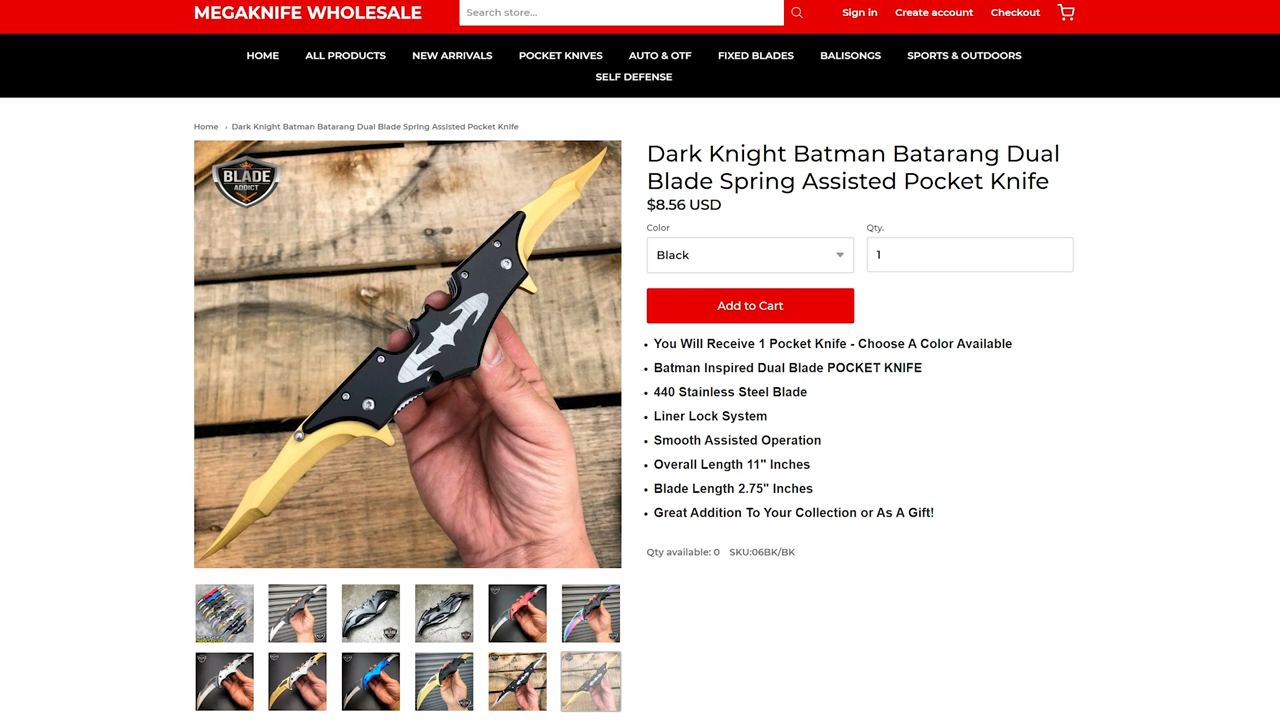 MEGAKNIFE WHOLESALE
Search store...
Sign in
Create account
Checkout
HOME
ALL PRODUCTS
NEW ARRIVALS
POCKET KNIVES
AUTO & OTF
FIXED BLADES
BALISONGS
SPORTS & OUTDOORS
SELF DEFENSE
Home › Dark Knight Batman Batarang Dual Blade Spring Assisted Pocket Knife
BLADE
ADDICT
Dark Knight Batman Batarang Dual
Blade Spring Assisted Pocket Knife
$8.56 USD
Color
Qty.
Black
1
Add to Cart
• You Will Receive 1 Pocket Knife - Choose A Color Available
• Batman Inspired Dual Blade POCKET KNIFE
• 440 Stainless Steel Blade
• Liner Lock System
• Smooth Assisted Operation
• Overall Length 11" Inches
• Blade Length 2.75" Inches
• Great Addition To Your Collection or As A Gift!
Qty available: 0 SKU:06BK/BK